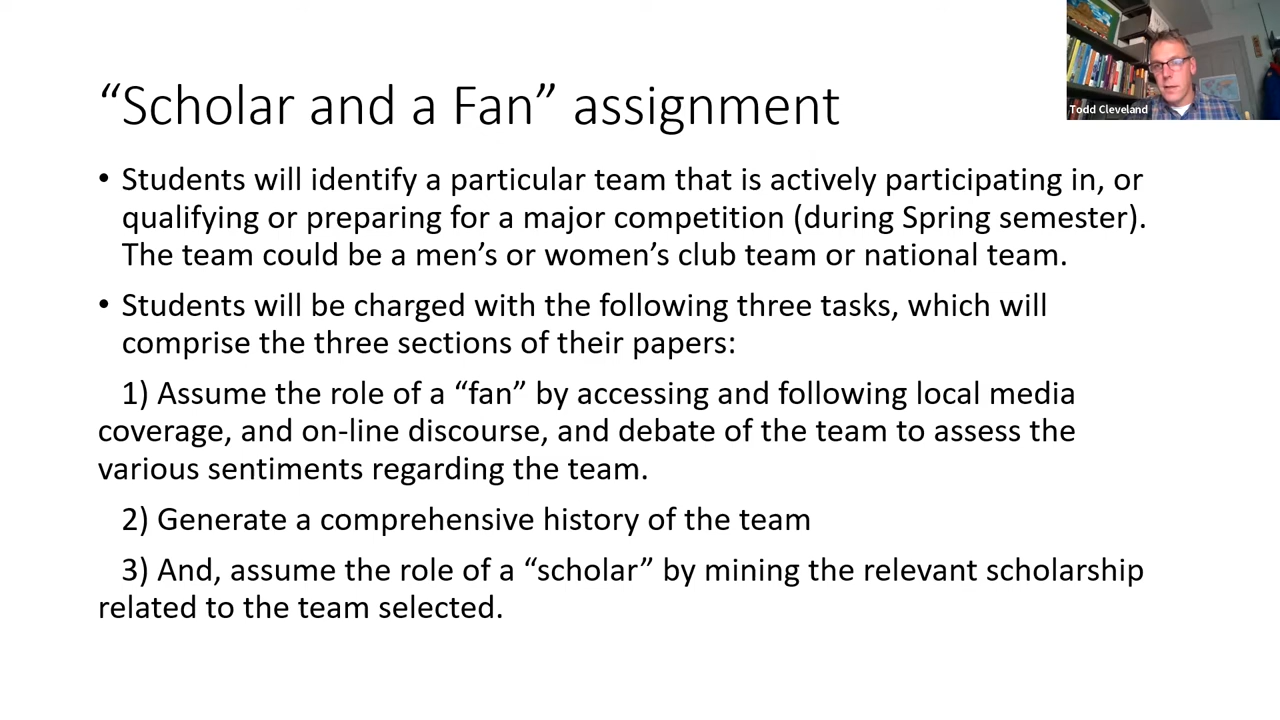 “Scholar and a Fan” assignment
Todd Cleveland
• Students will identify a particular team that is actively participating in, or
qualifying or preparing for a major competition (during Spring semester).
The team could be a men’s or women’s club team or national team.
• Students will be charged with the following three tasks, which will
comprise the three sections of their papers:
1) Assume the role of a “fan” by accessing and following local media
coverage, and on-line discourse, and debate of the team to assess the
various sentiments regarding the team.
2) Generate a comprehensive history of the team
3) And, assume the role of a “scholar” by mining the relevant scholarship
related to the team selected.